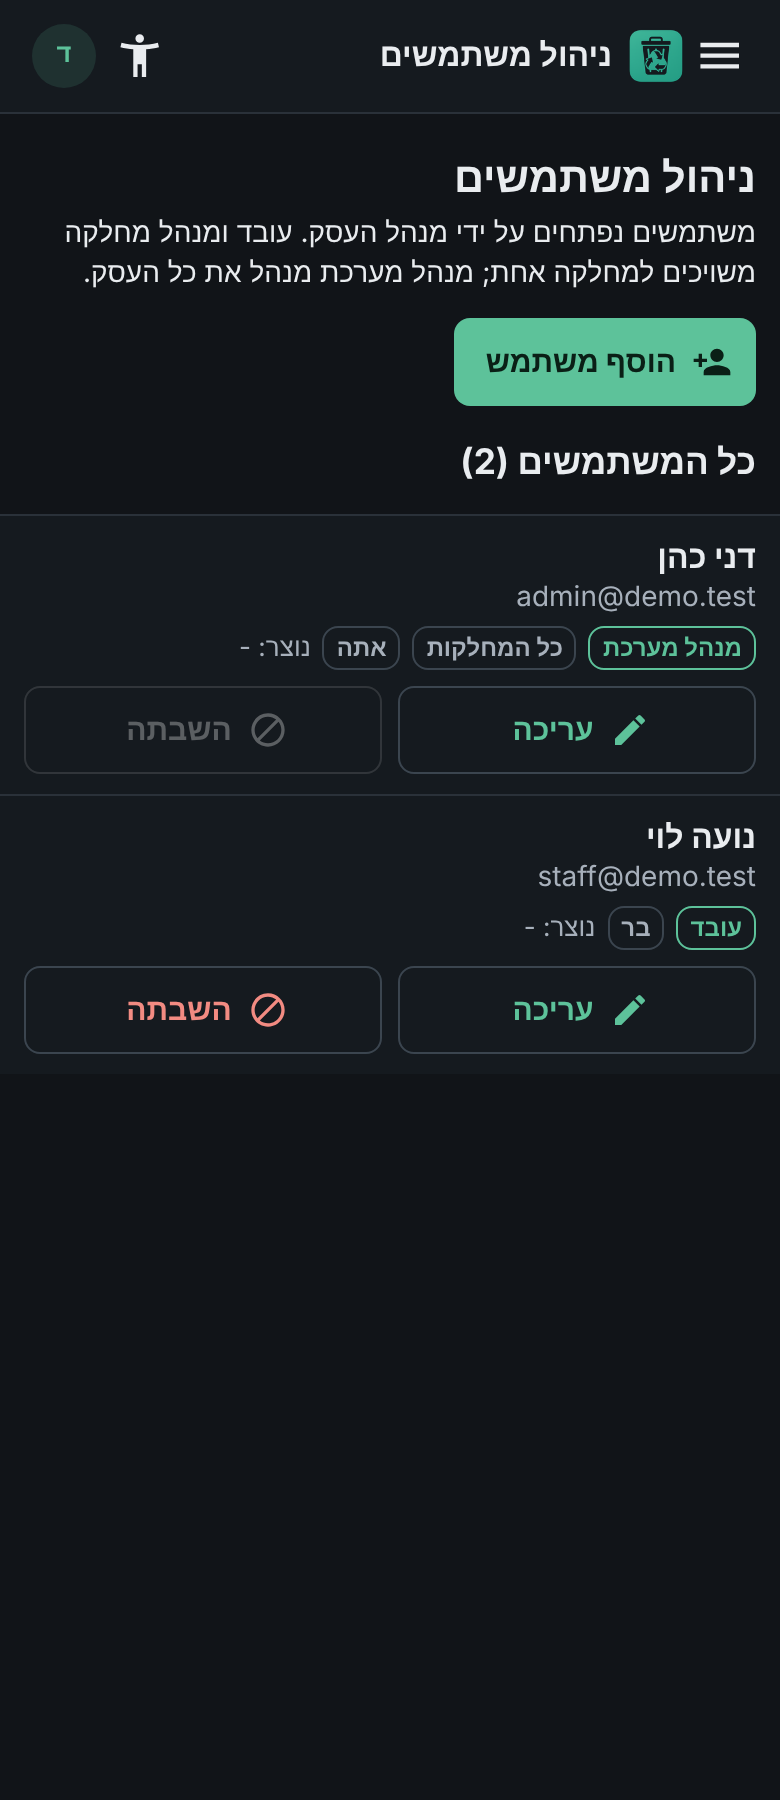 ניהול משתמשים
ד
ניהול משתמשים
משתמשים נפתחים על ידי מנהל העסק. עובד ומנהל מחלקה
משויכים למחלקה אחת; מנהל מערכת מנהל את כל העסק.
הוסף משתמש
כל המשתמשים (2)
דני כהן
admin@demo.test
מנהל מערכת כל המחלקות אתה נוצר: -
עריכה השבתה
נועה לוי
staff@demo.test
עובד בר נוצר: -
עריכה השבתה